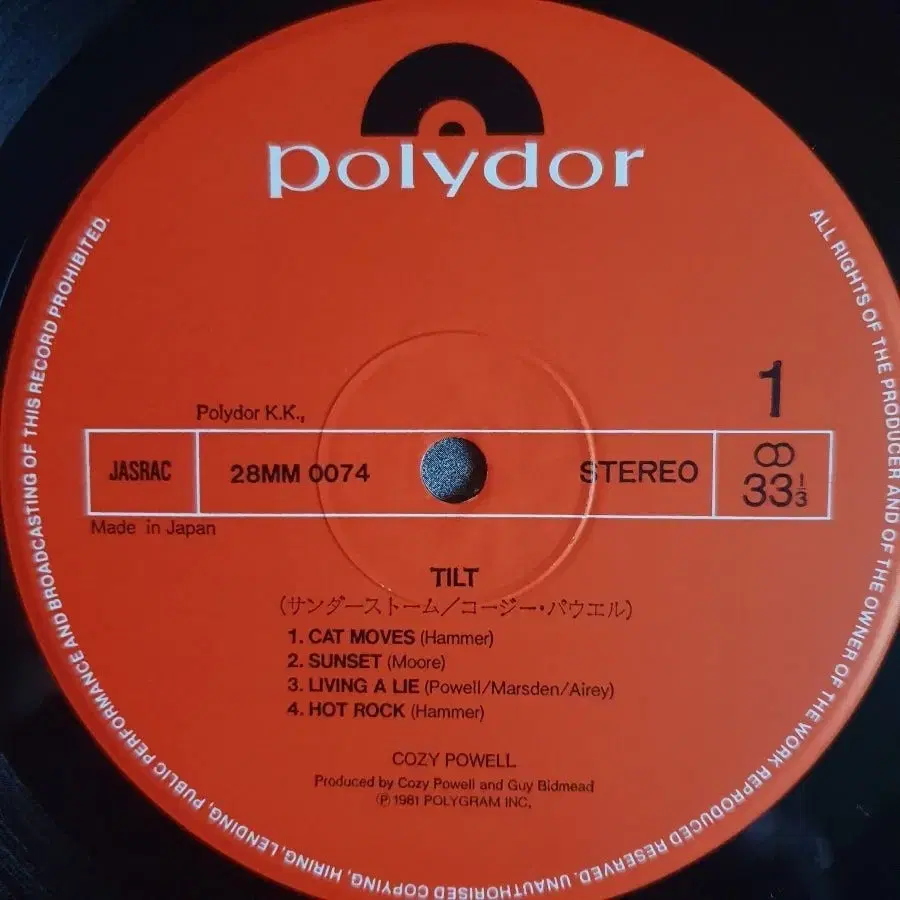 polydor
1
Polydor K.K.,
JASRAC
28MM 0074
STEREO
33 1/3
Made in Japan
TILT
(サンダーストーム/コージー・パウエル)
1. CAT MOVES (Hammer)
2. SUNSET (Moore)
3. LIVING A LIE (Powell/Marsden/Airey)
4. HOT ROCK (Hammer)
COZY POWELL
Produced by Cozy Powell and Guy Bidmead
Ⓟ 1981 POLYGRAM INC,
ALL RIGHTS OF THE PRODUCER AND OF THE OWNER OF THE WORK REPRODUCED RESERVED. UNAUTHORISED COPYING, HIRING, LENDING, PUBLIC PERFORMANCE AND BROADCASTING OF THIS RECORD PROHIBITED.